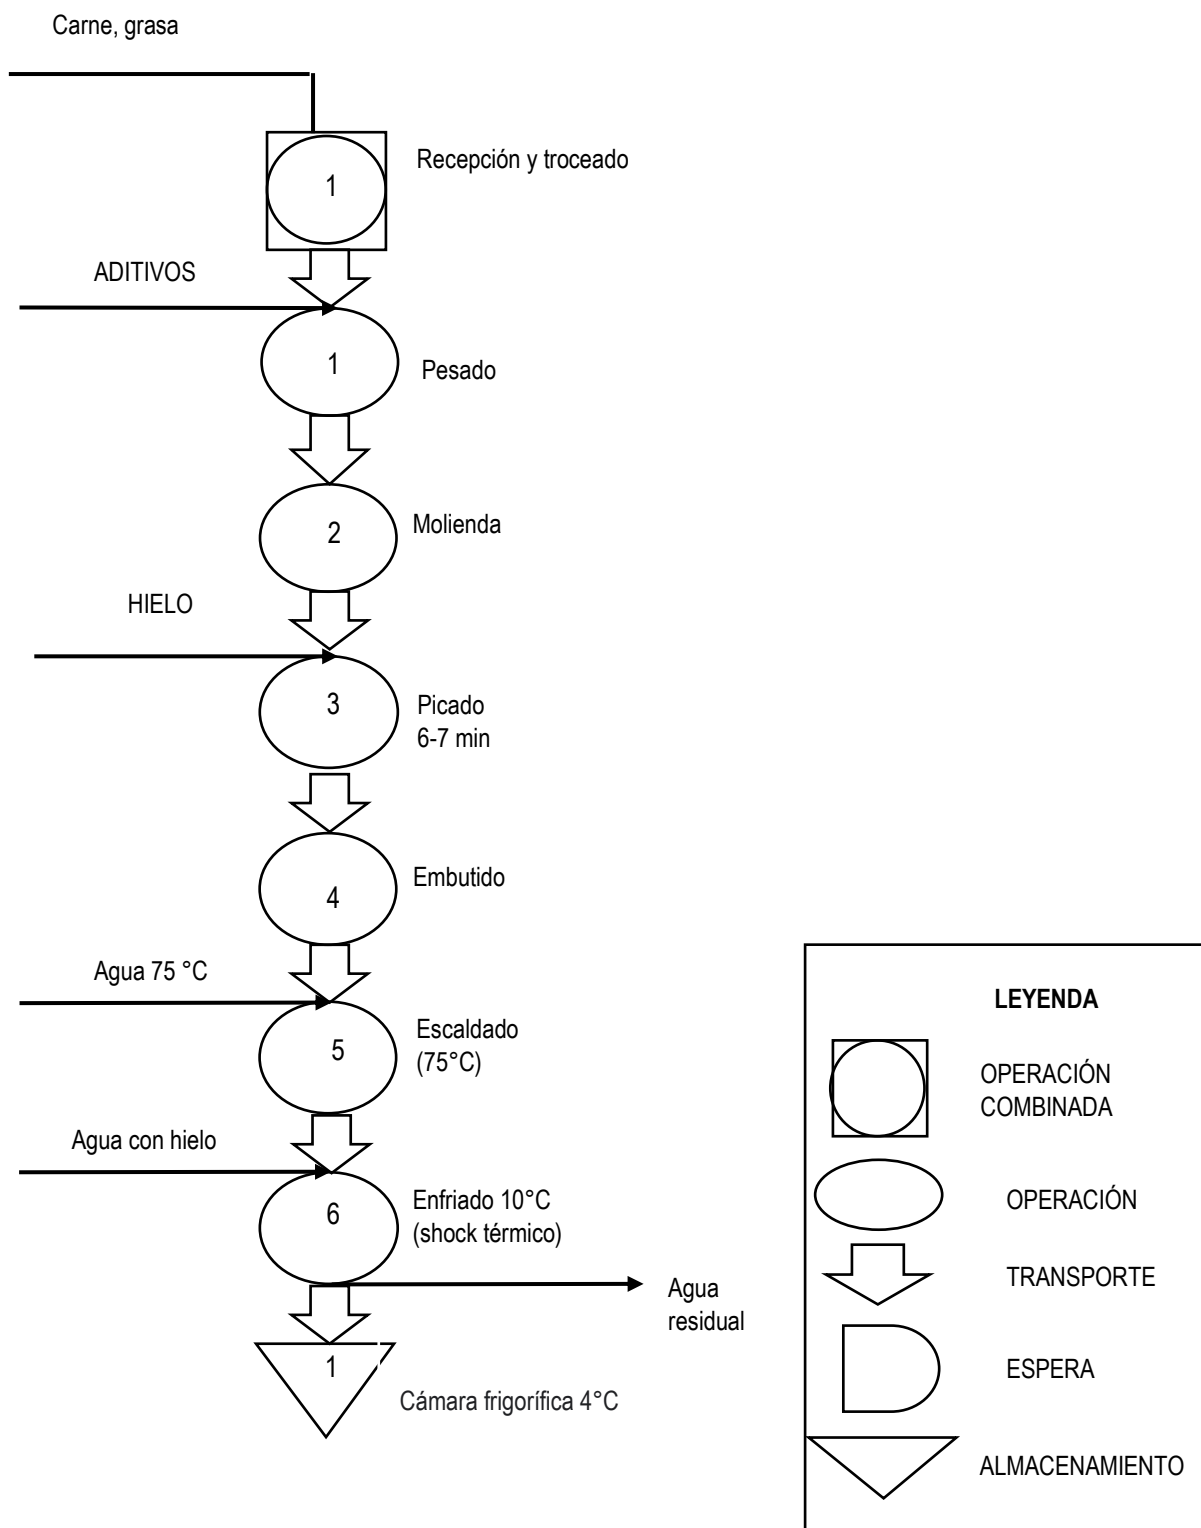 Carne, grasa
1
Recepción y troceado
ADITIVOS
1
Pesado
2
Molienda
HIELO
3
Picado
6-7 min
4
Embutido
Agua 75 °C
5
Escaldado
(75°C)
Agua con hielo
6
Enfriado 10°C
(shock térmico)
Agua
residual
1
Cámara frigorífica 4°C
LEYENDA
OPERACIÓN
COMBINADA
OPERACIÓN
TRANSPORTE
ESPERA
ALMACENAMIENTO